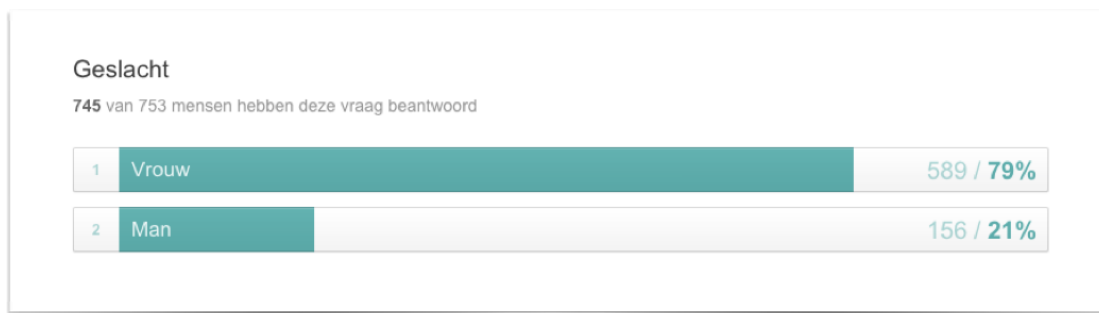 Geslacht
745 van 753 mensen hebben deze vraag beantwoord
1 Vrouw 589 / 79%
2 Man 156 / 21%